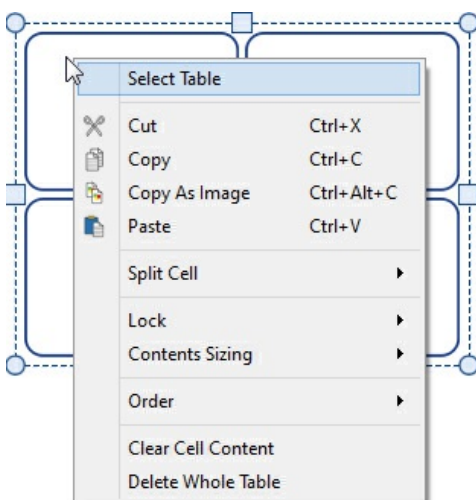 Select Table
Cut Ctrl+X
Copy Ctrl+C
Copy As Image Ctrl+Alt+C
Paste Ctrl+V
Split Cell
Lock
Contents Sizing
Order
Clear Cell Content
Delete Whole Table